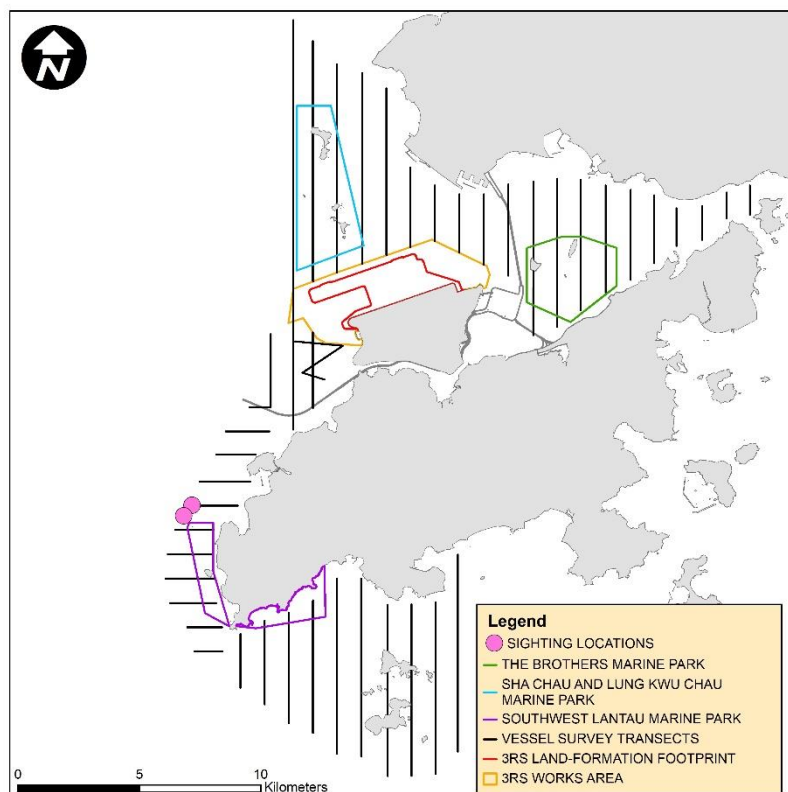 N
Legend
SIGHTING LOCATIONS
THE BROTHERS MARINE PARK
SHA CHAU AND LUNG KWU CHAU
MARINE PARK
SOUTHWEST LANTAU MARINE PARK
VESSEL SURVEY TRANSECTS
3RS LAND-FORMATION FOOTPRINT
3RS WORKS AREA
0 5 10
Kilometers